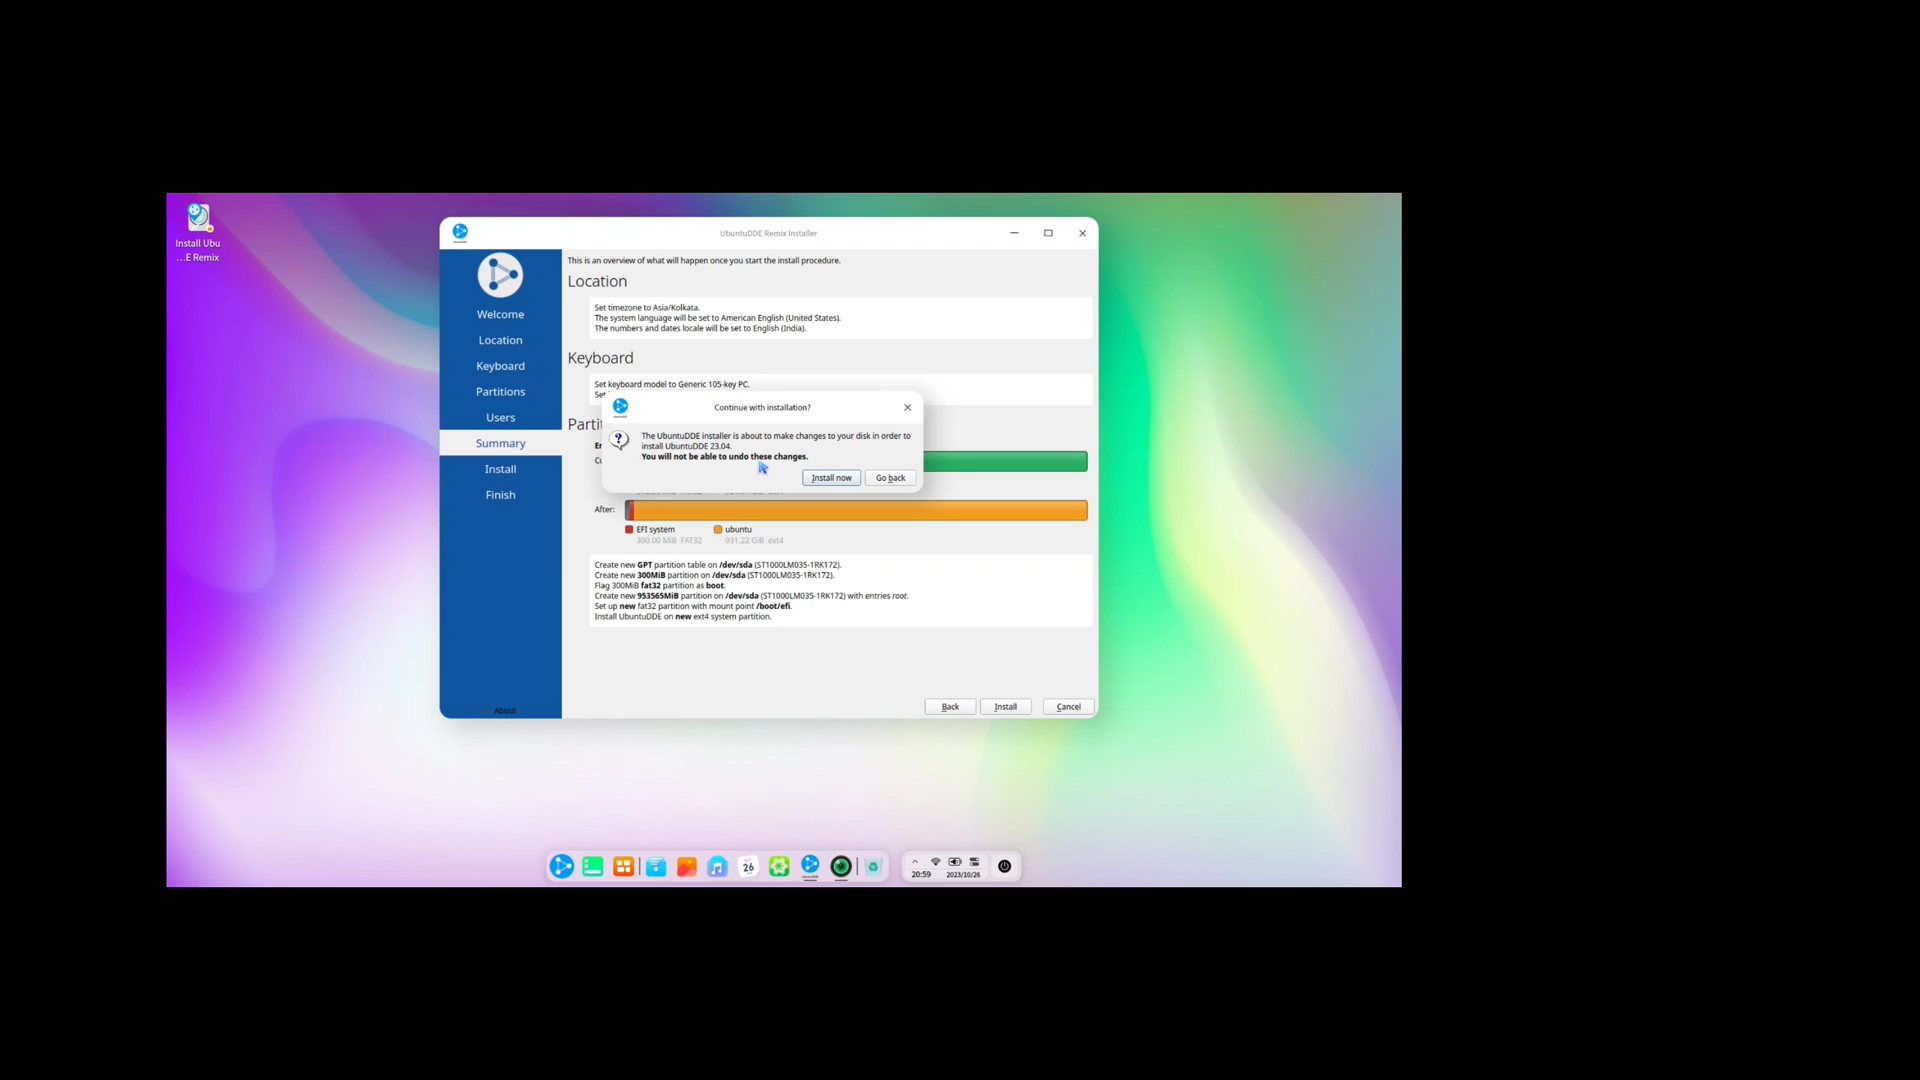 Install Ubu
...E Remix
UbuntuDDE Remix Installer
Welcome
Location
Keyboard
Partitions
Users
Summary
Install
Finish
About
This is an overview of what will happen once you start the install procedure.
Location
Set timezone to Asia/Kolkata.
The system language will be set to American English (United States).
The numbers and dates locale will be set to English (India).
Keyboard
Set keyboard model to Generic 105-key PC.
Set
Parti
Continue with installation?
The UbuntuDDE installer is about to make changes to your disk in order to
install UbuntuDDE 23.04.
You will not be able to undo these changes.
Install now
Go back
After:
EFI system
300.00 MiB FAT32
ubuntu
931.22 GiB ext4
Create new GPT partition table on /dev/sda (ST1000LM035-1RK172).
Create new 300MiB partition on /dev/sda (ST1000LM035-1RK172).
Flag 300MiB fat32 partition as boot.
Create new 953565MiB partition on /dev/sda (ST1000LM035-1RK172) with entries root.
Set up new fat32 partition with mount point /boot/efi.
Install UbuntuDDE on new ext4 system partition.
Back
Install
Cancel
26
20:59
2023/10/26